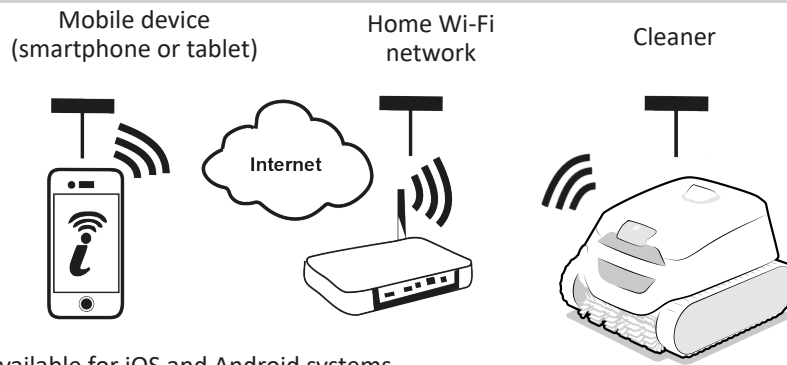 Mobile device
(smartphone or tablet)
Home Wi-Fi
network
Cleaner
Internet
i
vailable for iOS and Android systems